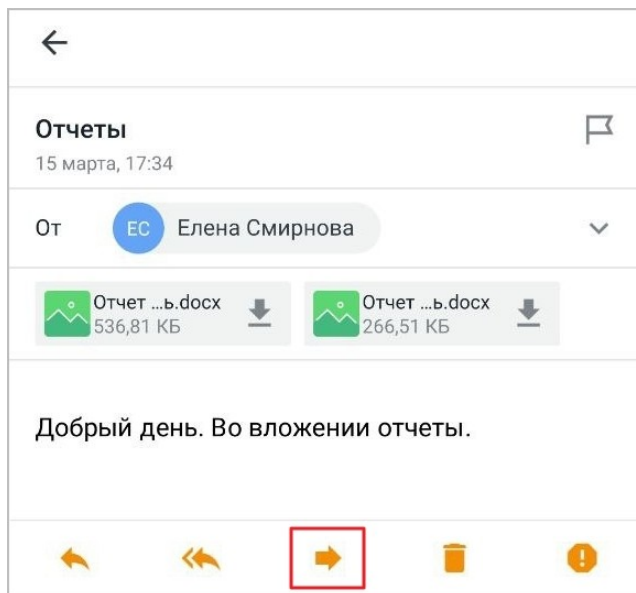 Отчеты
15 марта, 17:34
От ЕС Елена Смирнова
Отчет ...ь.docx Отчет ...ь.docx
536,81 КБ 266,51 КБ
Добрый день. Во вложении отчеты.